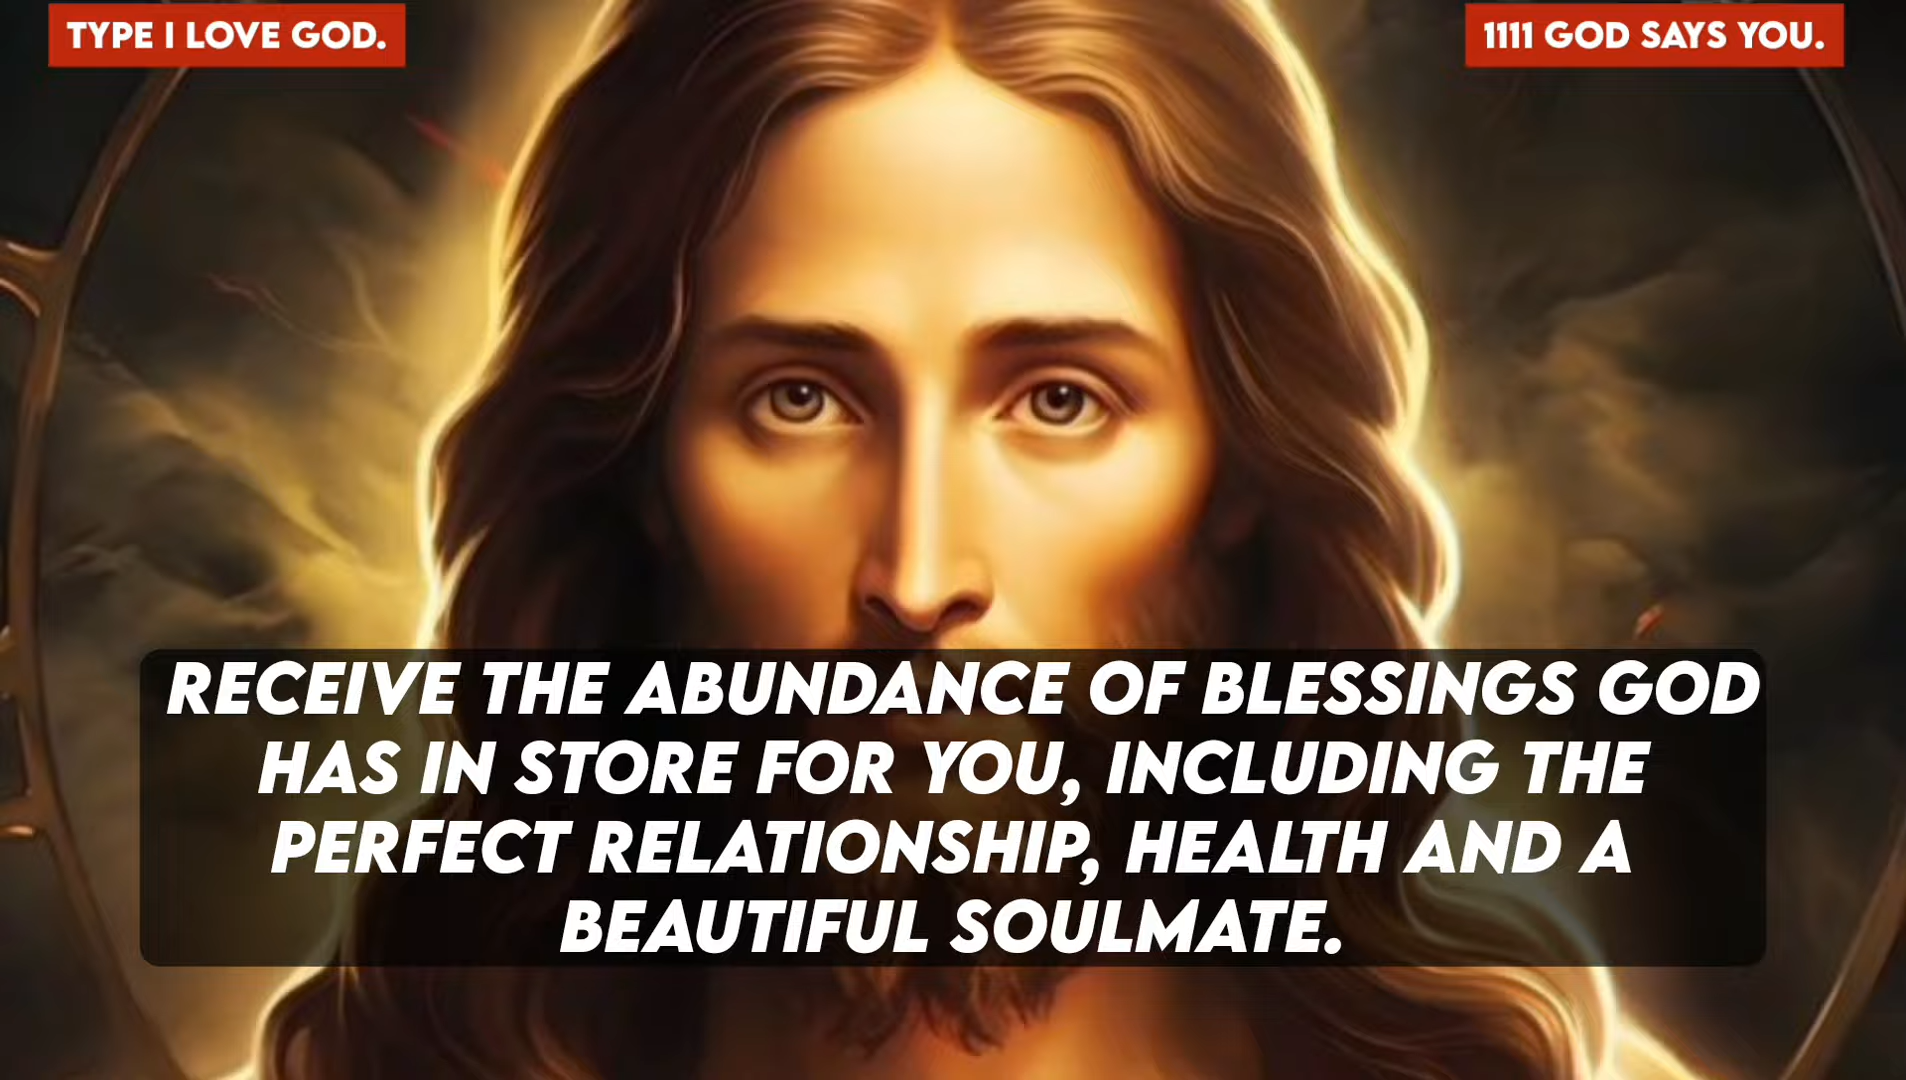 TYPE I LOVE GOD.
1111 GOD SAYS YOU.
RECEIVE THE ABUNDANCE OF BLESSINGS GOD
HAS IN STORE FOR YOU, INCLUDING THE
PERFECT RELATIONSHIP, HEALTH AND A
BEAUTIFUL SOULMATE.